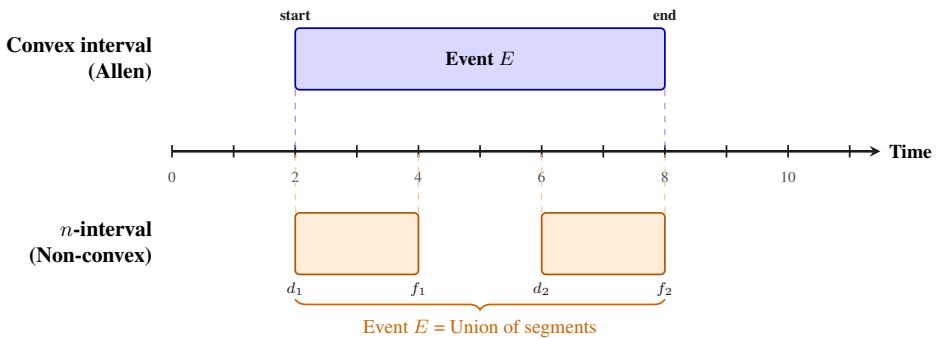 start end
Convex interval
(Allen)
Event E
Time
0 2 4 6 8 10
n-interval
(Non-convex)
d₁ f₁ d₂ f₂
Event E = Union of segments